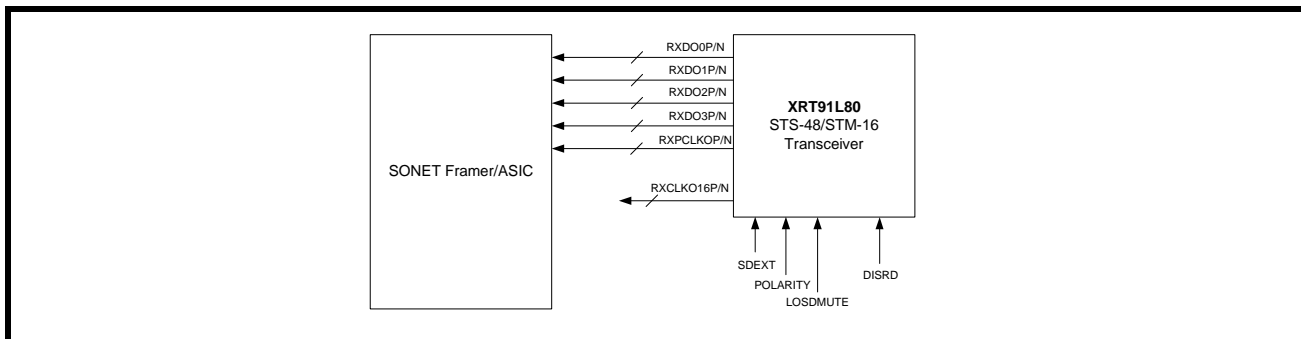 RXDO0P/N
RXDO1P/N
RXDO2P/N
RXDO3P/N
RXPCLKOP/N
RXCLKO16P/N
SONET Framer/ASIC
XRT91L80
STS-48/STM-16
Transceiver
SDEXT
POLARITY
LOSDMUTE
DISRD